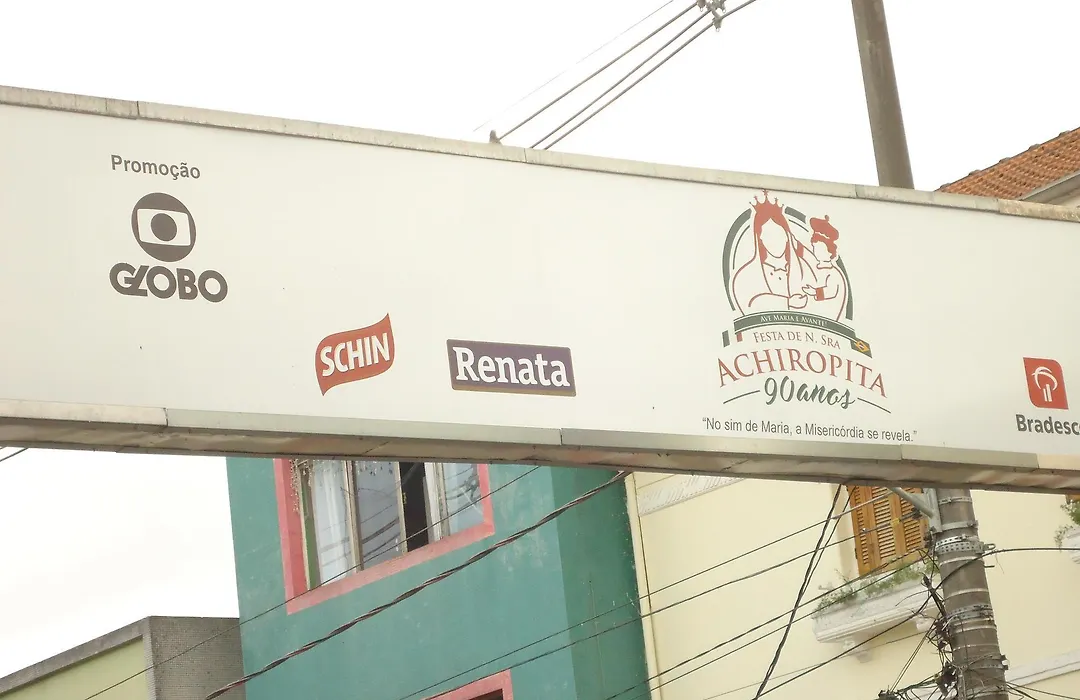 Promoção
GLOBO
SCHIN
Renata
AVE MARIA E AVANTE!
FESTA DE N. SRA
ACHIROPITA
90anos
“No sim de Maria, a Misericórdia se revela.”
Bradesc